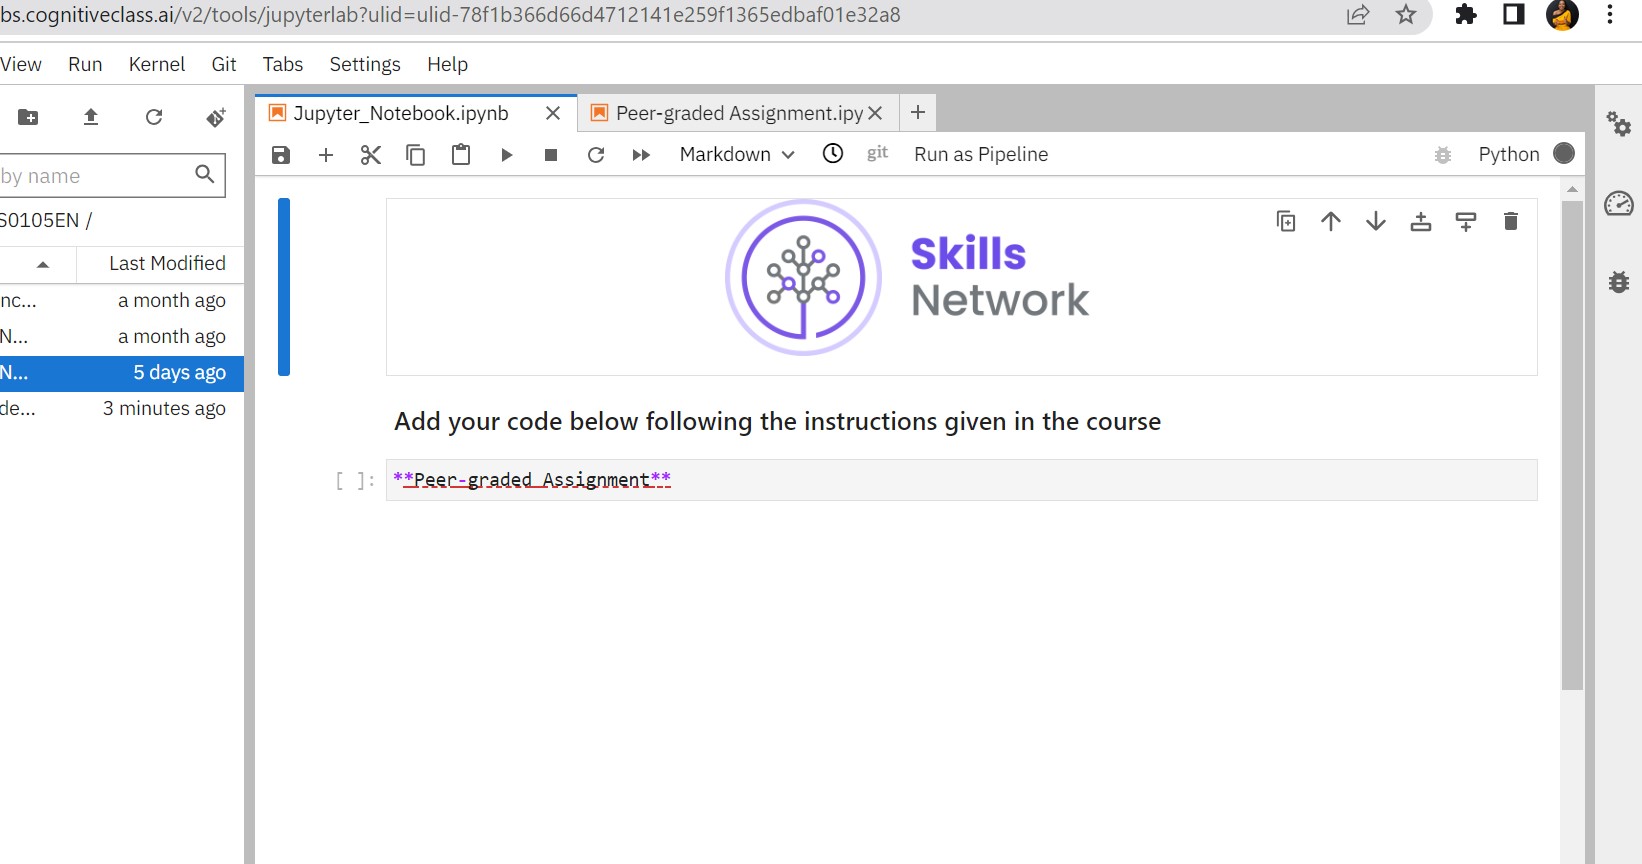 bs.cognitiveclass.ai/v2/tools/jupyterlab?ulid=ulid-78f1b366d66d4712141e259f1365edbaf01e32a8
View Run Kernel Git Tabs Settings Help
Jupyter_Notebook.ipynb Peer-graded Assignment.ipy
Markdown git Run as Pipeline Python
by name
S0105EN /
Last Modified
nc... a month ago
N... a month ago
N... 5 days ago
de... 3 minutes ago
Skills
Network
Add your code below following the instructions given in the course
[ ]: **Peer-graded Assignment**